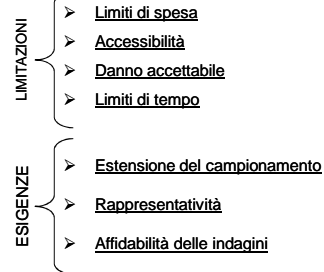 LIMITAZIONI
Limiti di spesa
Accessibilità
Danno accettabile
Limiti di tempo
ESIGENZE
Estensione del campionamento
Rappresentatività
Affidabilità delle indagini